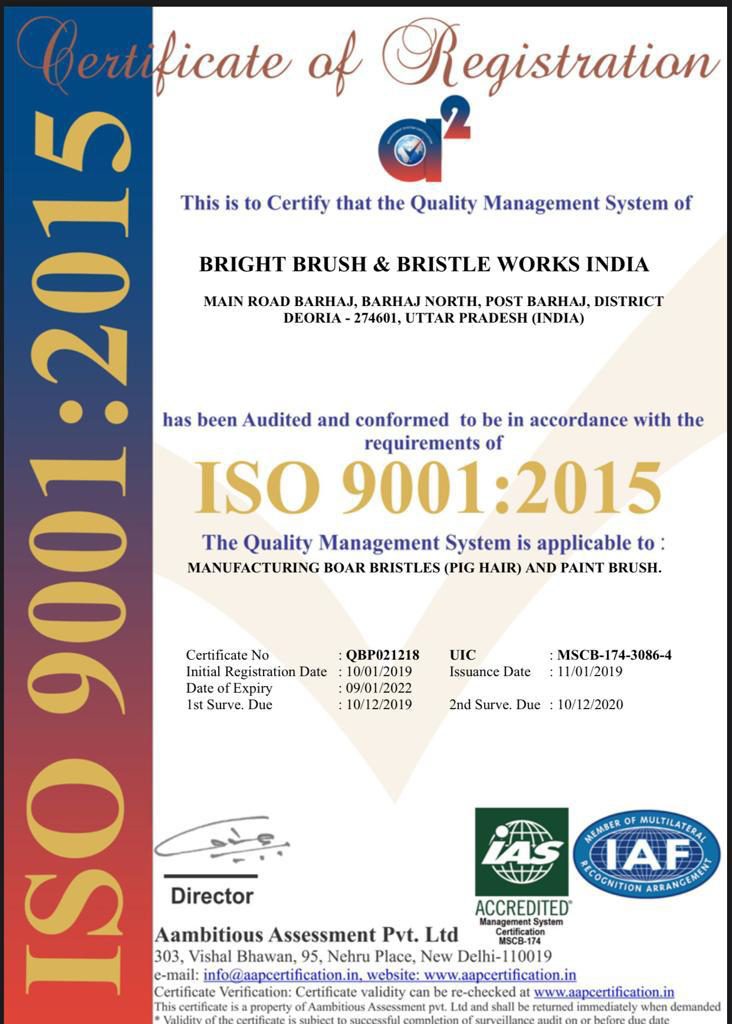 Certificate of Registration
ISO 9001:2015
a2
This is to Certify that the Quality Management System of
BRIGHT BRUSH & BRISTLE WORKS INDIA
MAIN ROAD BARHAJ, BARHAJ NORTH, POST BARHAJ, DISTRICT
DEORIA - 274601, UTTAR PRADESH (INDIA)
has been Audited and conformed to be in accordance with the
requirements of
ISO 9001:2015
The Quality Management System is applicable to :
MANUFACTURING BOAR BRISTLES (PIG HAIR) AND PAINT BRUSH.
Certificate No : QBP021218 UIC : MSCB-174-3086-4
Initial Registration Date : 10/01/2019 Issuance Date : 11/01/2019
Date of Expiry : 09/01/2022
1st Surve. Due : 10/12/2019 2nd Surve. Due : 10/12/2020
Director
IAS
ACCREDITED
Management System
Certification
MSCB-174
MEMBER OF MULTILATERAL
IAF
RECOGNITION ARRANGEMENT
Aambitious Assessment Pvt. Ltd
303, Vishal Bhawan, 95, Nehru Place, New Delhi-110019
e-mail: info@aapcertification.in, website: www.aapcertification.in
Certificate Verification: Certificate validity can be re-checked at www.aapcertification.in
This certificate is a property of Aambitious Assessment pvt. Ltd and shall be returned immediately when demanded
* Validity of the certificate is subject to successful completion of surveillance audit on or before due date